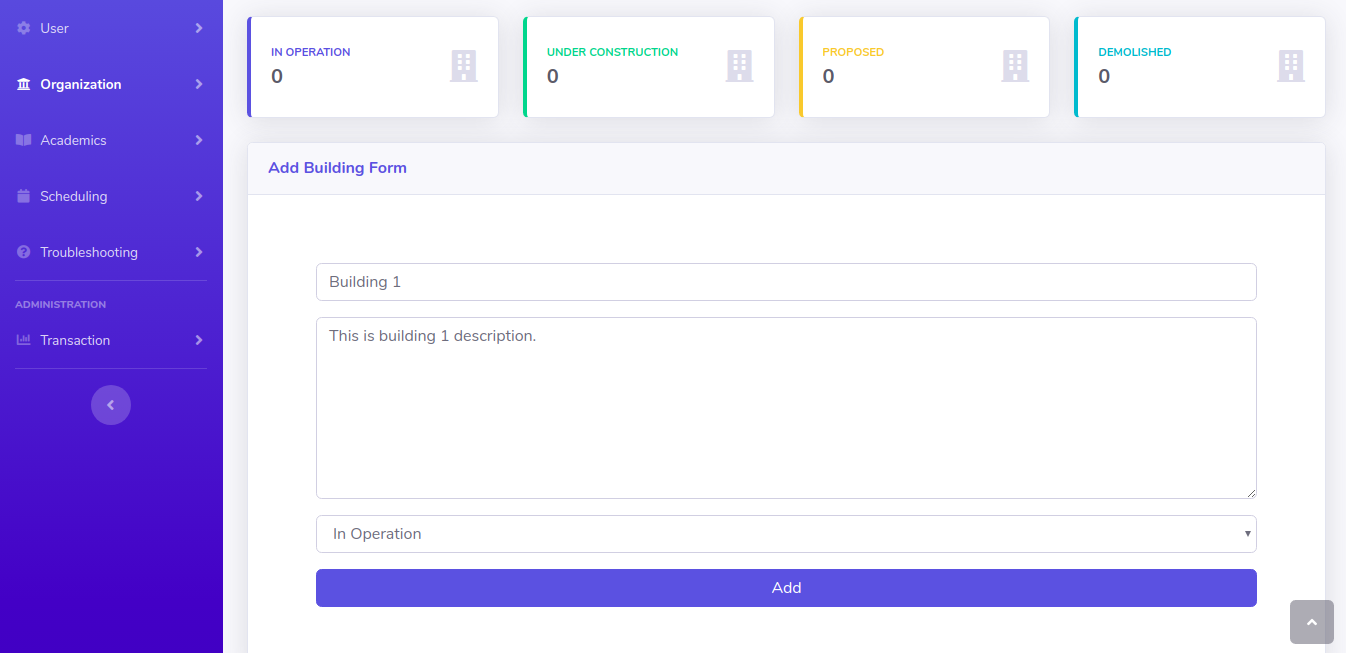 User
Organization
Academics
Scheduling
Troubleshooting
ADMINISTRATION
Transaction
IN OPERATION
0
UNDER CONSTRUCTION
0
PROPOSED
0
DEMOLISHED
0
Add Building Form
Building 1
This is building 1 description.
In Operation
Add